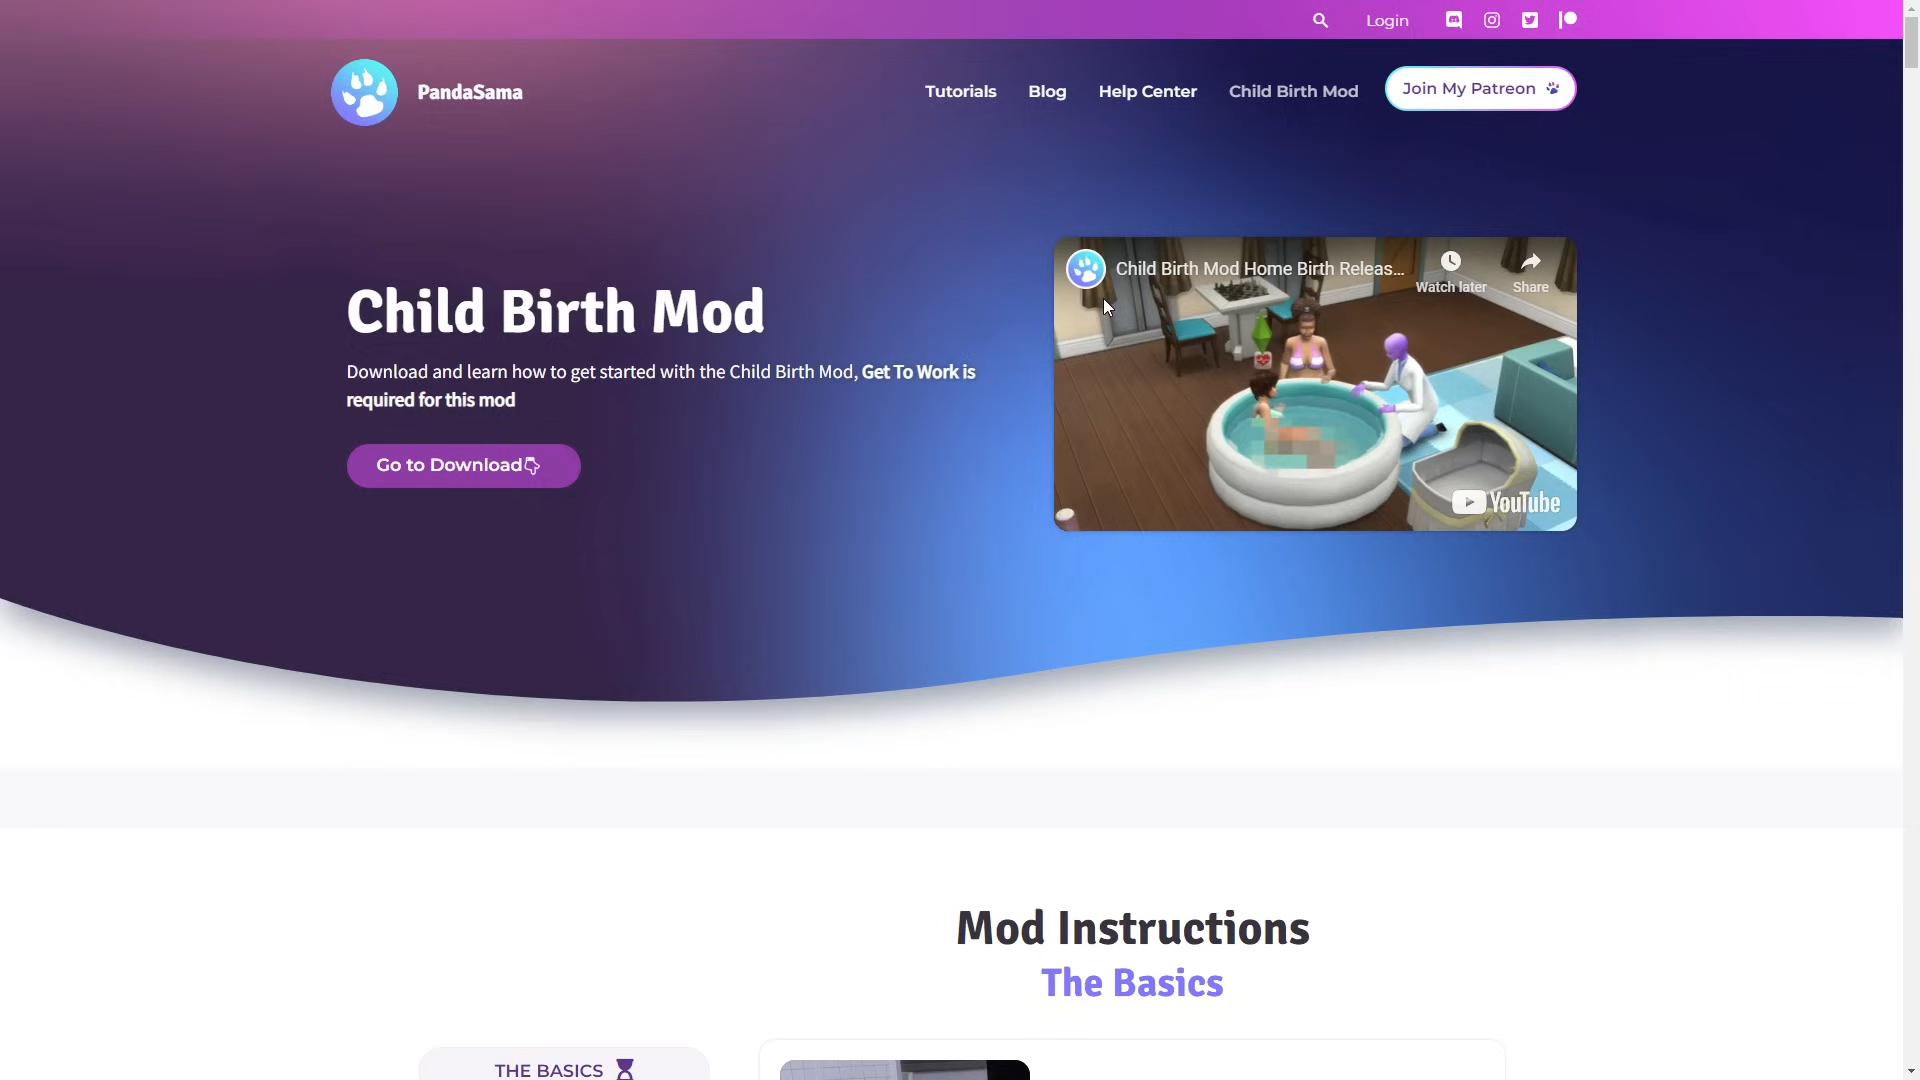 Login
PandaSama
Tutorials
Blog
Help Center
Child Birth Mod
Join My Patreon
Child Birth Mod
Download and learn how to get started with the Child Birth Mod, Get To Work is
required for this mod
Go to Download
Child Birth Mod Home Birth Releas...
Watch later
Share
YouTube
Mod Instructions
The Basics
THE BASICS